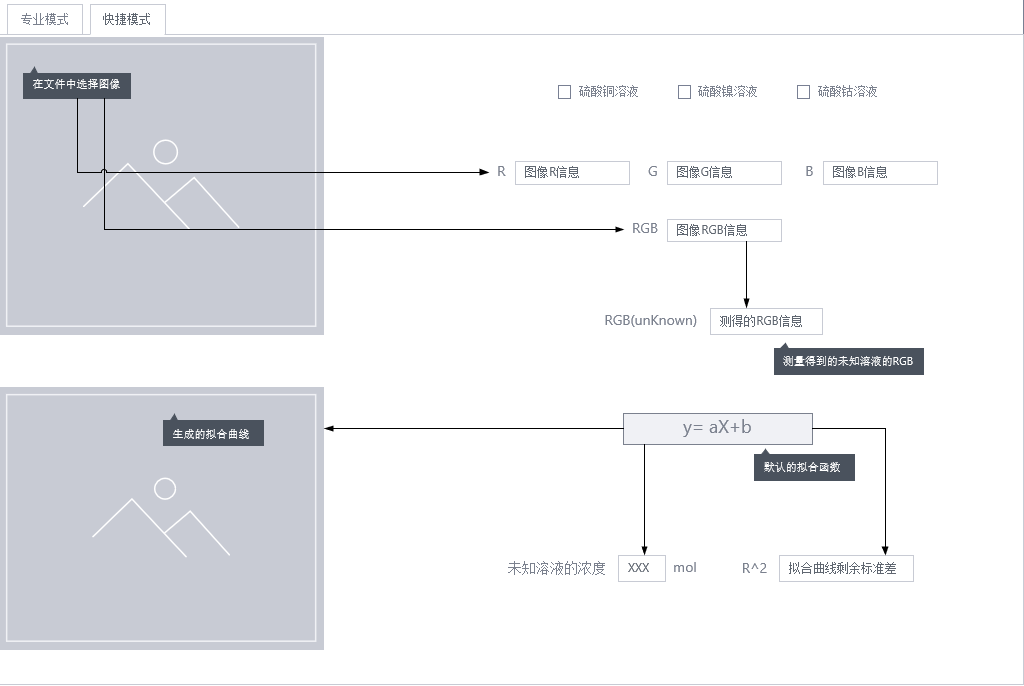 专业模式 快捷模式
在文件中选择图像
硫酸铜溶液 硫酸镍溶液 硫酸钴溶液
R 图像R信息 G 图像G信息 B 图像B信息
RGB 图像RGB信息
RGB(unKnown) 测得的RGB信息
测量得到的未知溶液的RGB
生成的拟合曲线
y= aX+b
默认的拟合函数
未知溶液的浓度 XXX mol R^2 拟合曲线剩余标准差